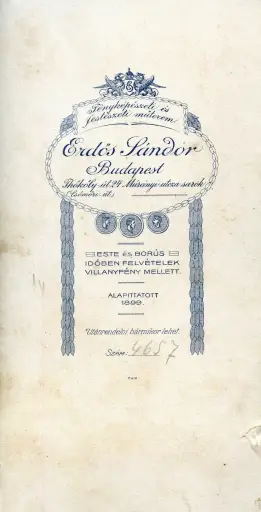 Fényképészeti és
festészeti műterem
Erdős Sándor
Budapest
Thököly-út 24. Murányi-utcza sarok
(Csömöri-út)
ESTE és BORÚS
IDŐBEN FELVÉTELEK
VILLANYFÉNY MELLETT.
ALAPITTATOTT
1899.
Utánrendelni bármikor lehet.
Szám: 4657